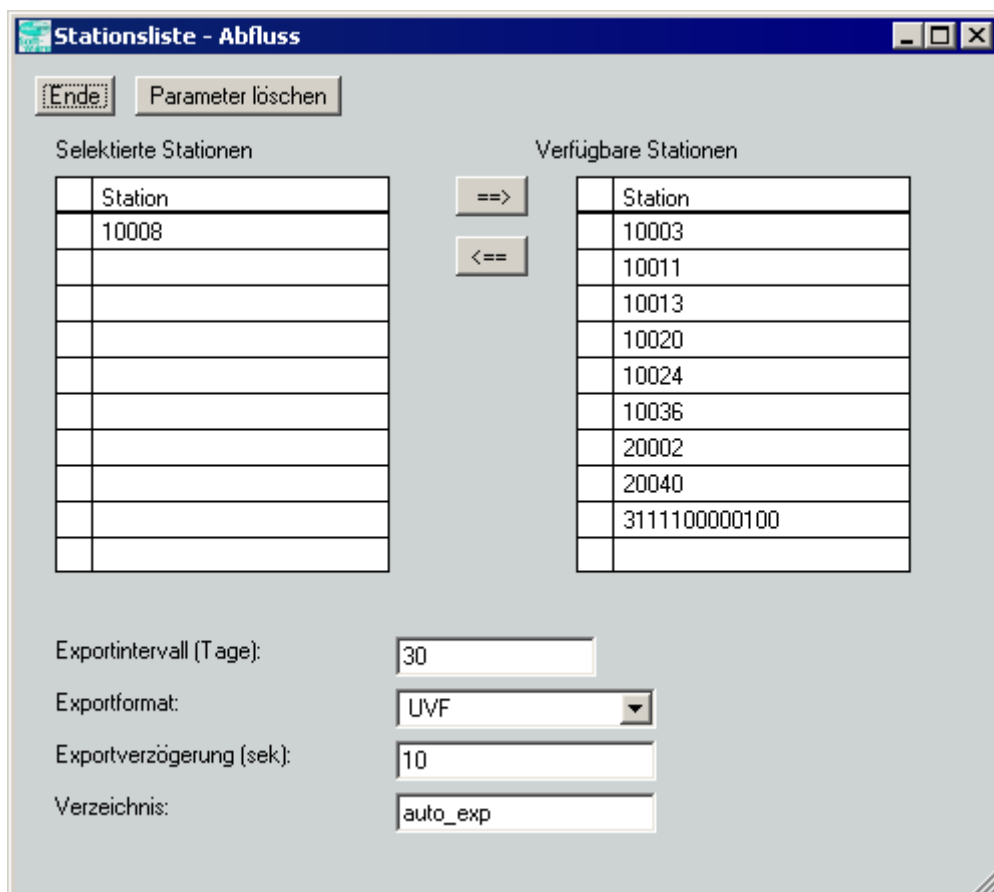 Stationsliste - Abfluss
Ende Parameter löschen
Selektierte Stationen
Station
10008
==>
<==
Verfügbare Stationen
Station
10003
10011
10013
10020
10024
10036
20002
20040
3111100000100
Exportintervall (Tage): 30
Exportformat: UVF
Exportverzögerung (sek): 10
Verzeichnis: auto_exp